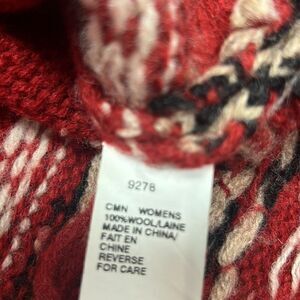 9278
CMN WOMENS
100%WOOL/LAINE
MADE IN CHINA/
FAIT EN
CHINE
REVERSE
FOR CARE